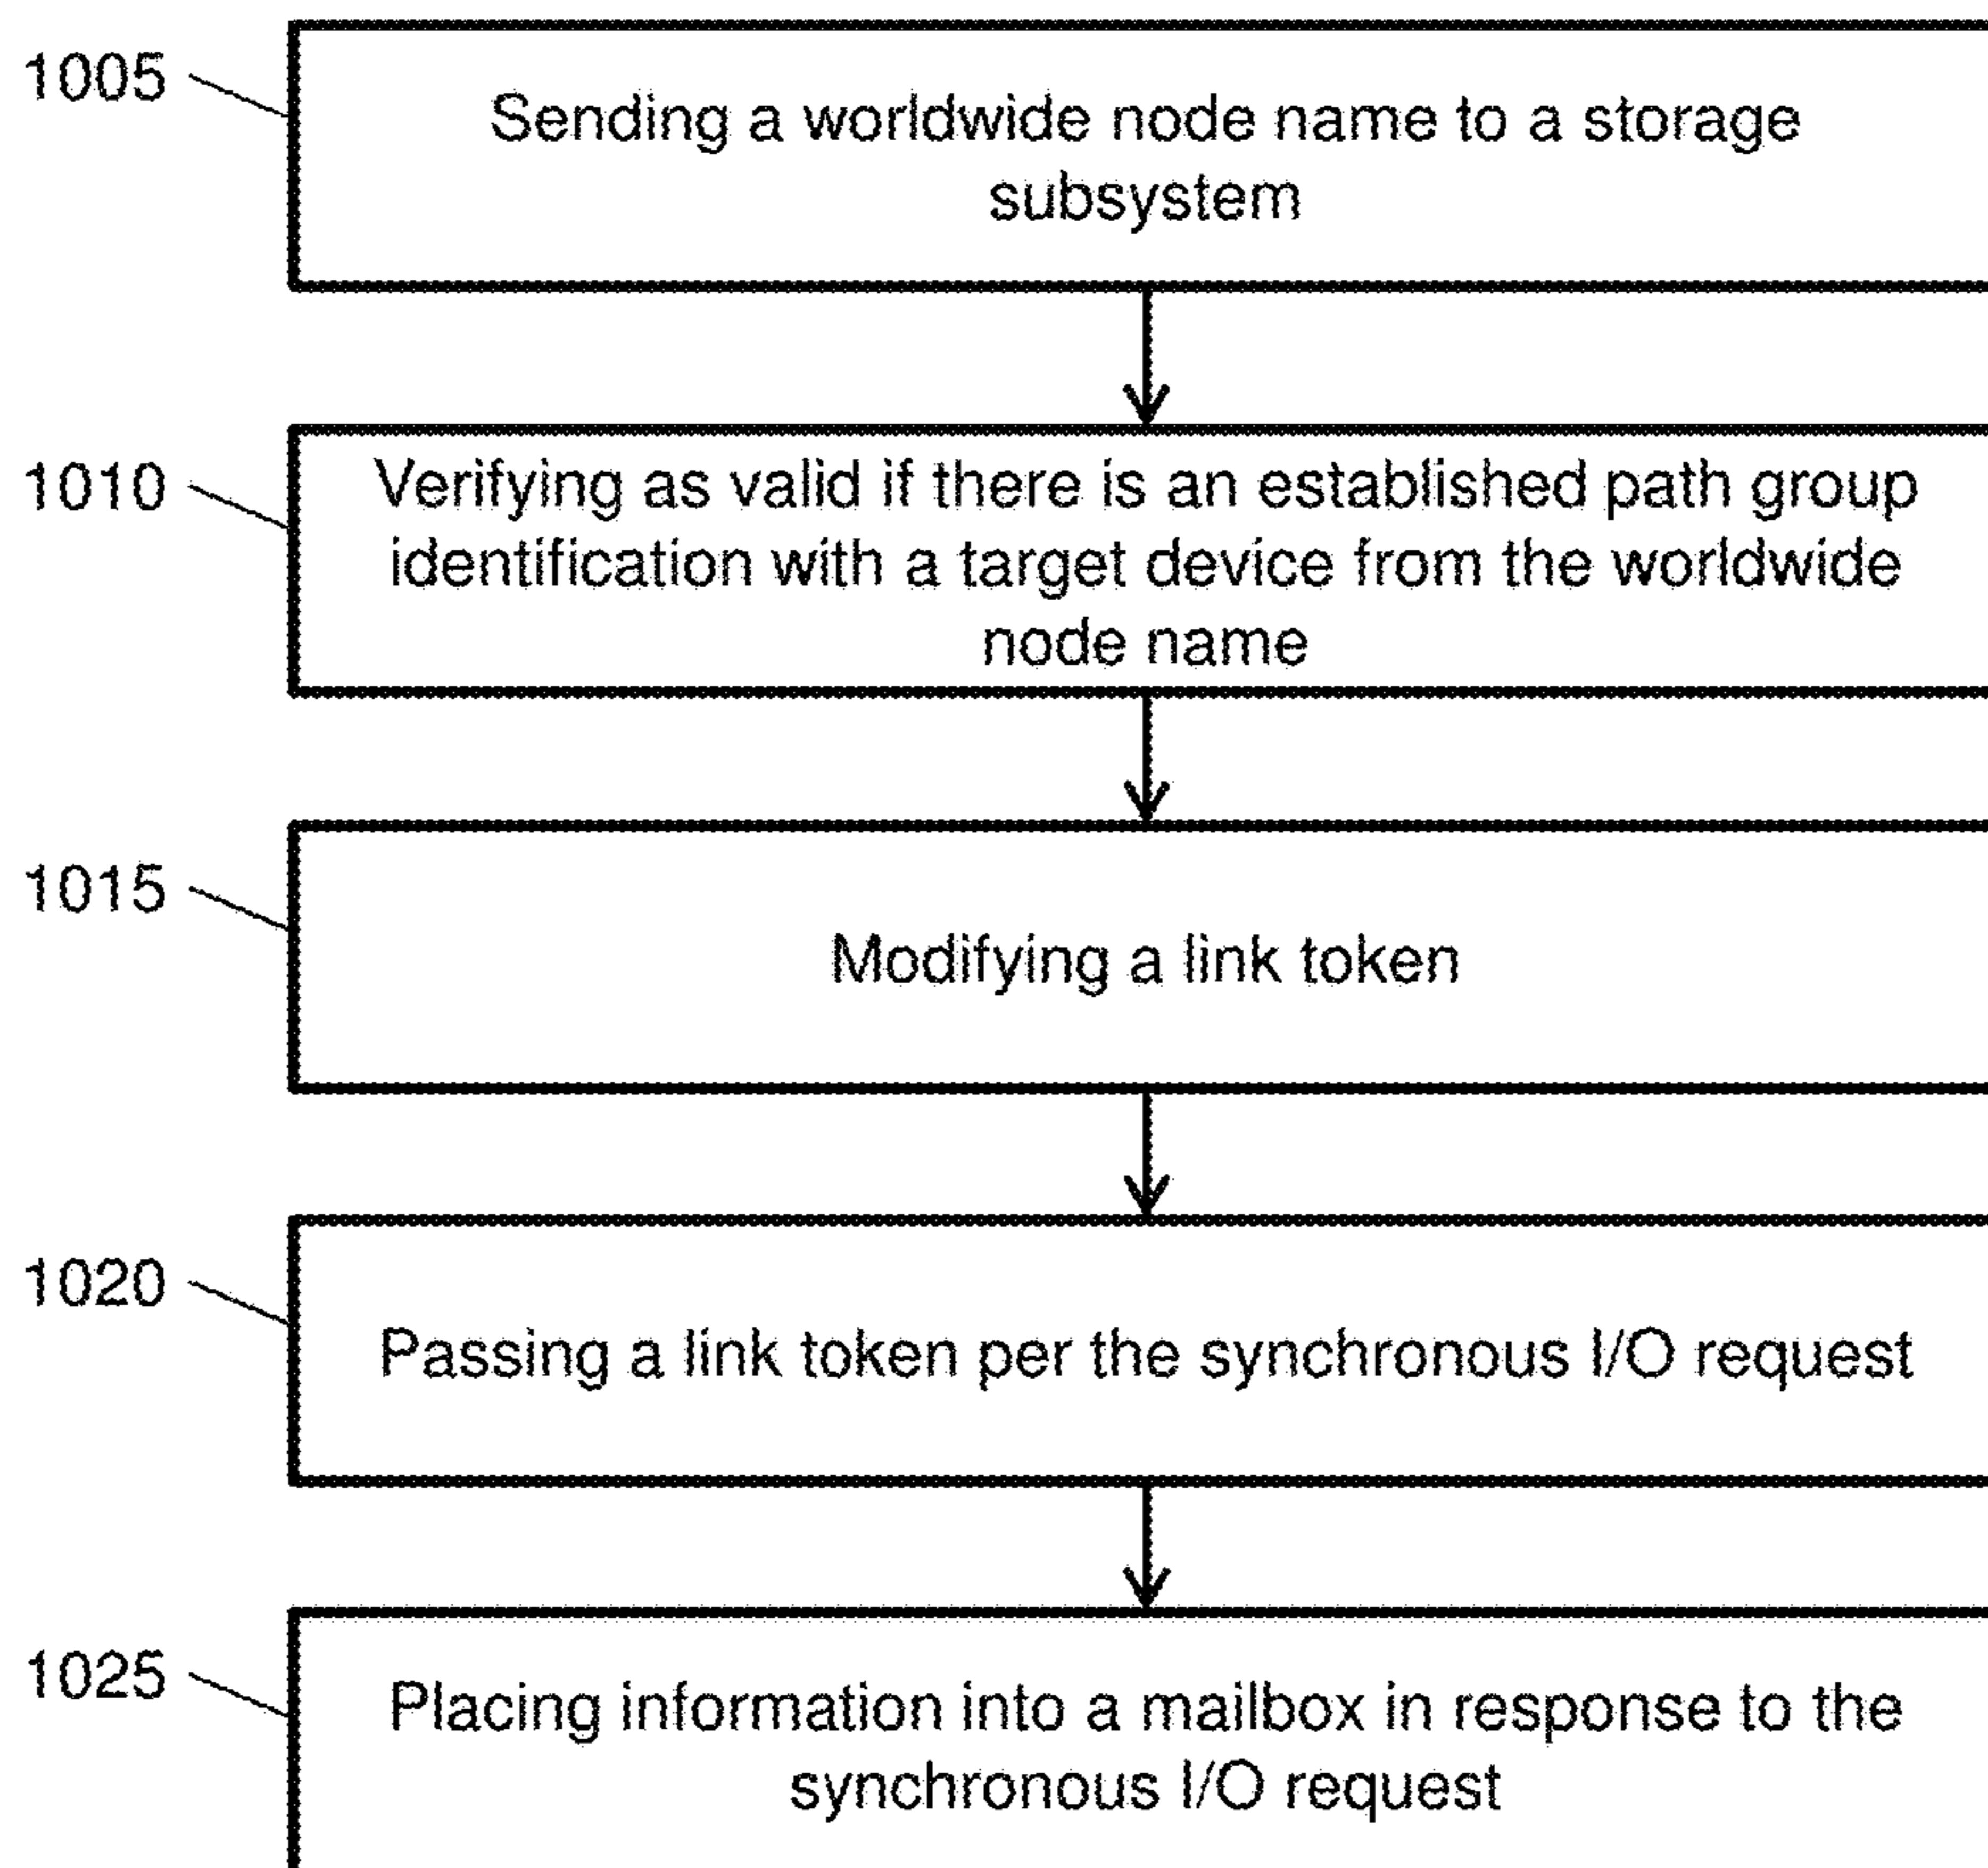 1005
Sending a worldwide node name to a storage
subsystem
1010
Verifying as valid if there is an established path group
identification with a target device from the worldwide
node name
1015
Modifying a link token
1020
Passing a link token per the synchronous I/O request
1025
Placing information into a mailbox in response to the
synchronous I/O request